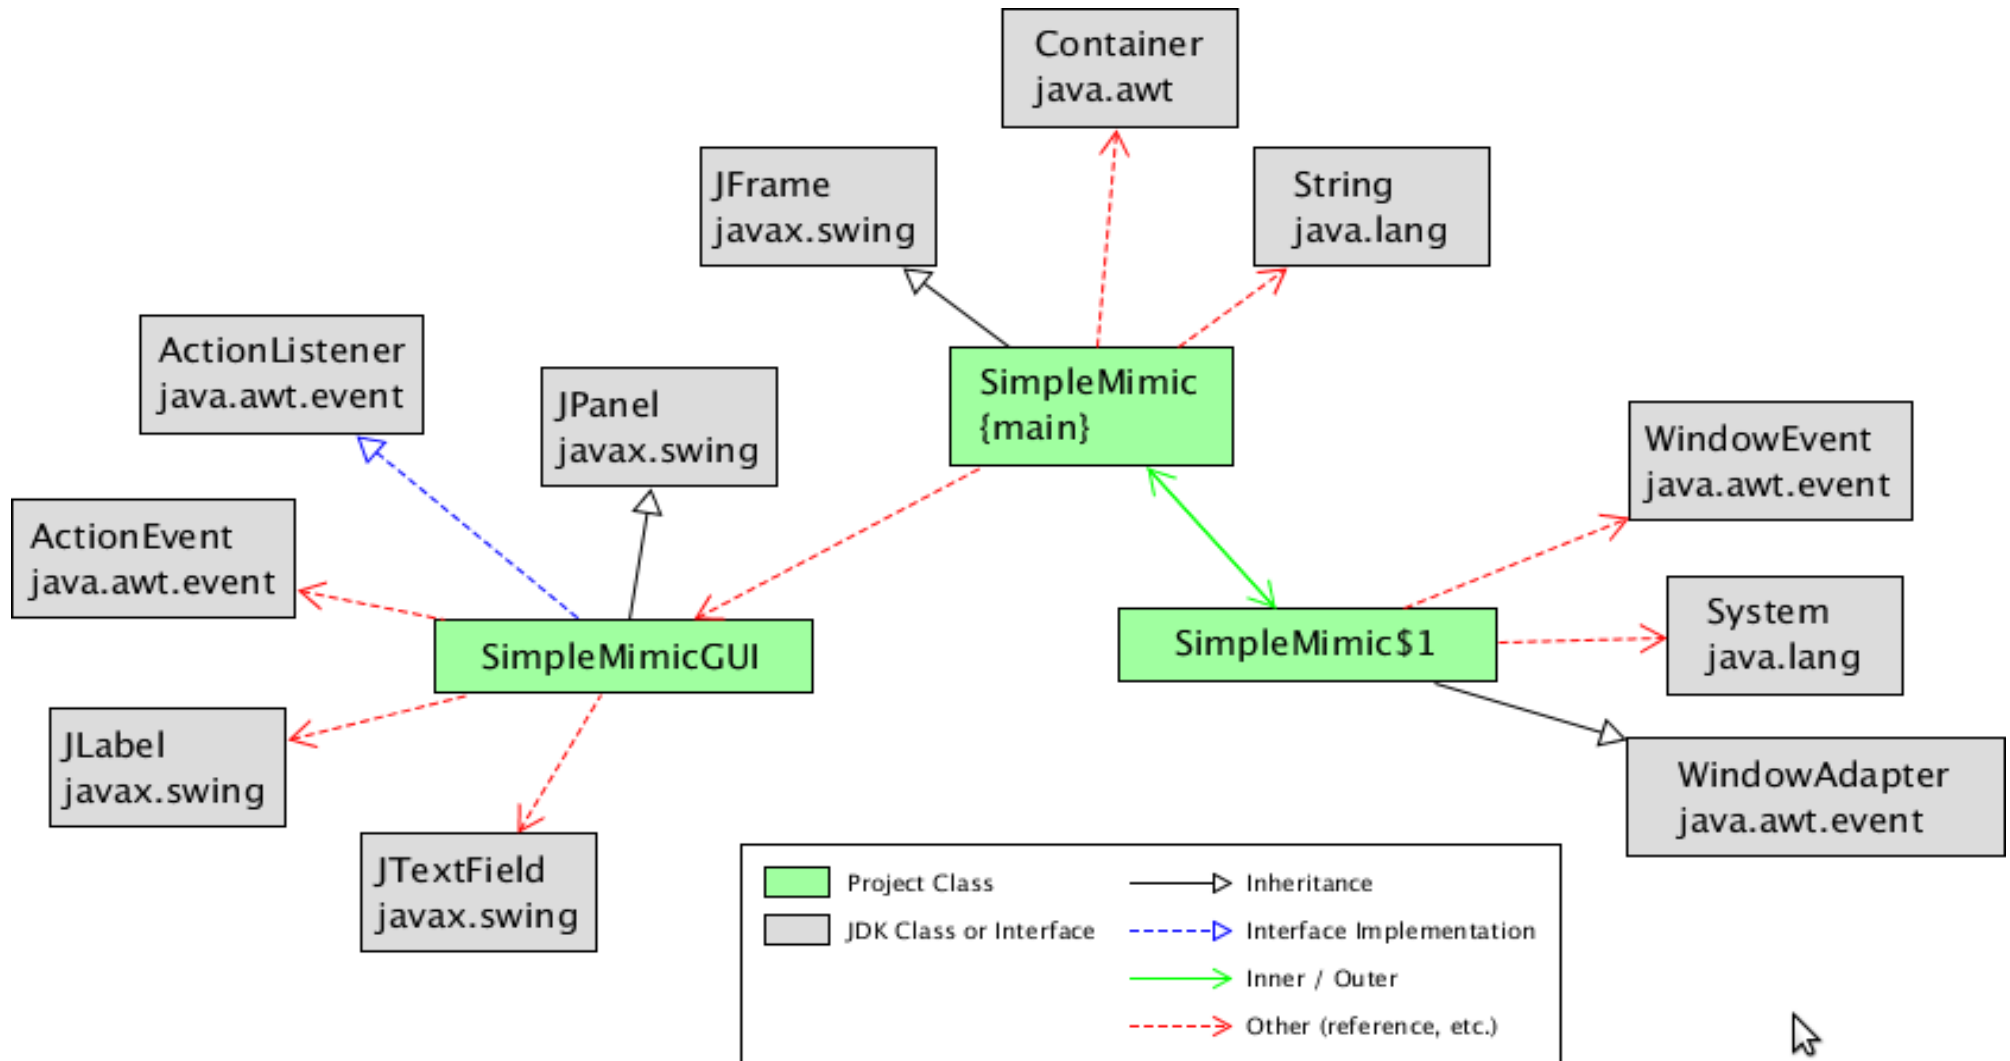 Container
java.awt
JFrame
javax.swing
String
java.lang
ActionListener
java.awt.event
JPanel
javax.swing
SimpleMimic
{main}
WindowEvent
java.awt.event
ActionEvent
java.awt.event
SimpleMimicGUI
SimpleMimic$1
System
java.lang
JLabel
javax.swing
WindowAdapter
java.awt.event
JTextField
javax.swing
Project Class
JDK Class or Interface
Inheritance
Interface Implementation
Inner / Outer
Other (reference, etc.)